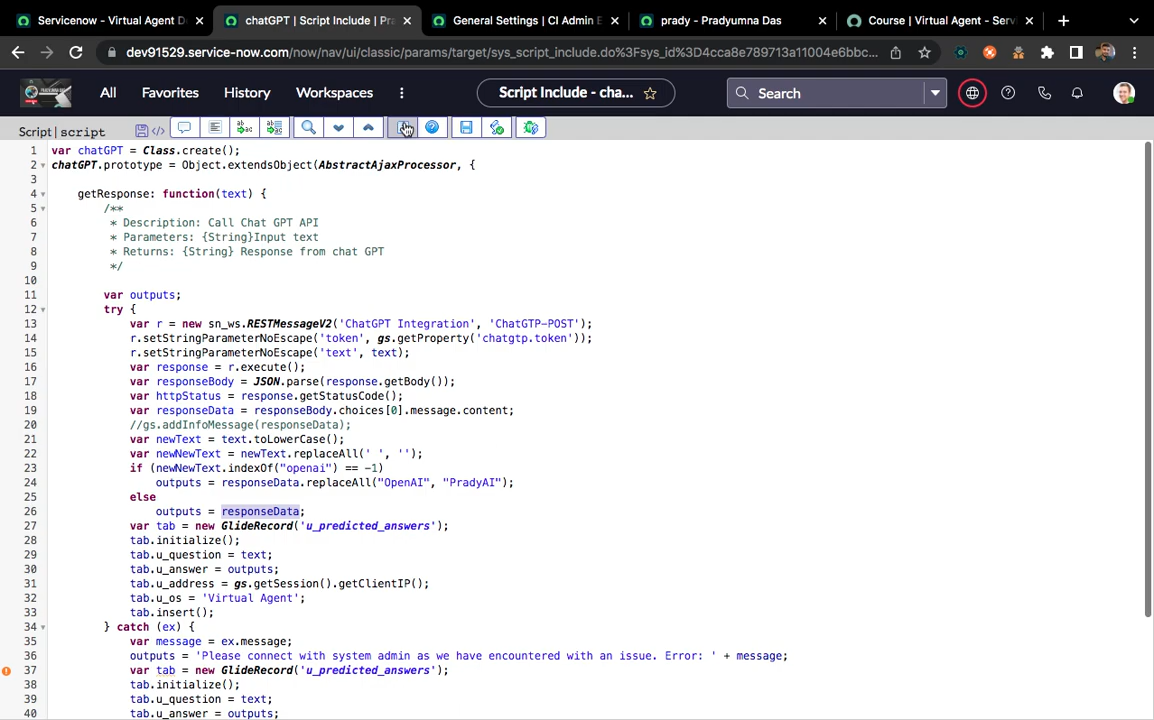 Servicenow - Virtual Agent D
chatGPT | Script Include | Pra
General Settings | CI Admin E
prady - Pradyumna Das
Course | Virtual Agent - Serv
dev91529.service-now.com/now/nav/ui/classic/params/target/sys_script_include.do%3Fsys_id%3D4cca8e789713a11004e6bbc...
All
Favorites
History
Workspaces
Script Include - cha...
Search
Script|script
1 var chatGPT = Class.create();
2 chatGPT.prototype = Object.extendsObject(AbstractAjaxProcessor, {
3
4 getResponse: function(text) {
5 /**
6 * Description: Call Chat GPT API
7 * Parameters: {String}Input text
8 * Returns: {String} Response from chat GPT
9 */
10
11 var outputs;
12 try {
13 var r = new sn_ws.RESTMessageV2('ChatGPT Integration', 'ChatGTP-POST');
14 r.setStringParameterNoEscape('token', gs.getProperty('chatgtp.token'));
15 r.setStringParameterNoEscape('text', text);
16 var response = r.execute();
17 var responseBody = JSON.parse(response.getBody());
18 var httpStatus = response.getStatusCode();
19 var responseData = responseBody.choices[0].message.content;
20 //gs.addInfoMessage(responseData);
21 var newText = text.toLowerCase();
22 var newNewText = newText.replaceAll(' ', '');
23 if (newNewText.indexOf("openai") == -1)
24 outputs = responseData.replaceAll("OpenAI", "PradyAI");
25 else
26 outputs = responseData;
27 var tab = new GlideRecord('u_predicted_answers');
28 tab.initialize();
29 tab.u_question = text;
30 tab.u_answer = outputs;
31 tab.u_address = gs.getSession().getClientIP();
32 tab.u_os = 'Virtual Agent';
33 tab.insert();
34 } catch (ex) {
35 var message = ex.message;
36 outputs = 'Please connect with system admin as we have encountered with an issue. Error: ' + message;
37 var tab = new GlideRecord('u_predicted_answers');
38 tab.initialize();
39 tab.u_question = text;
40 tab.u_answer = outputs;